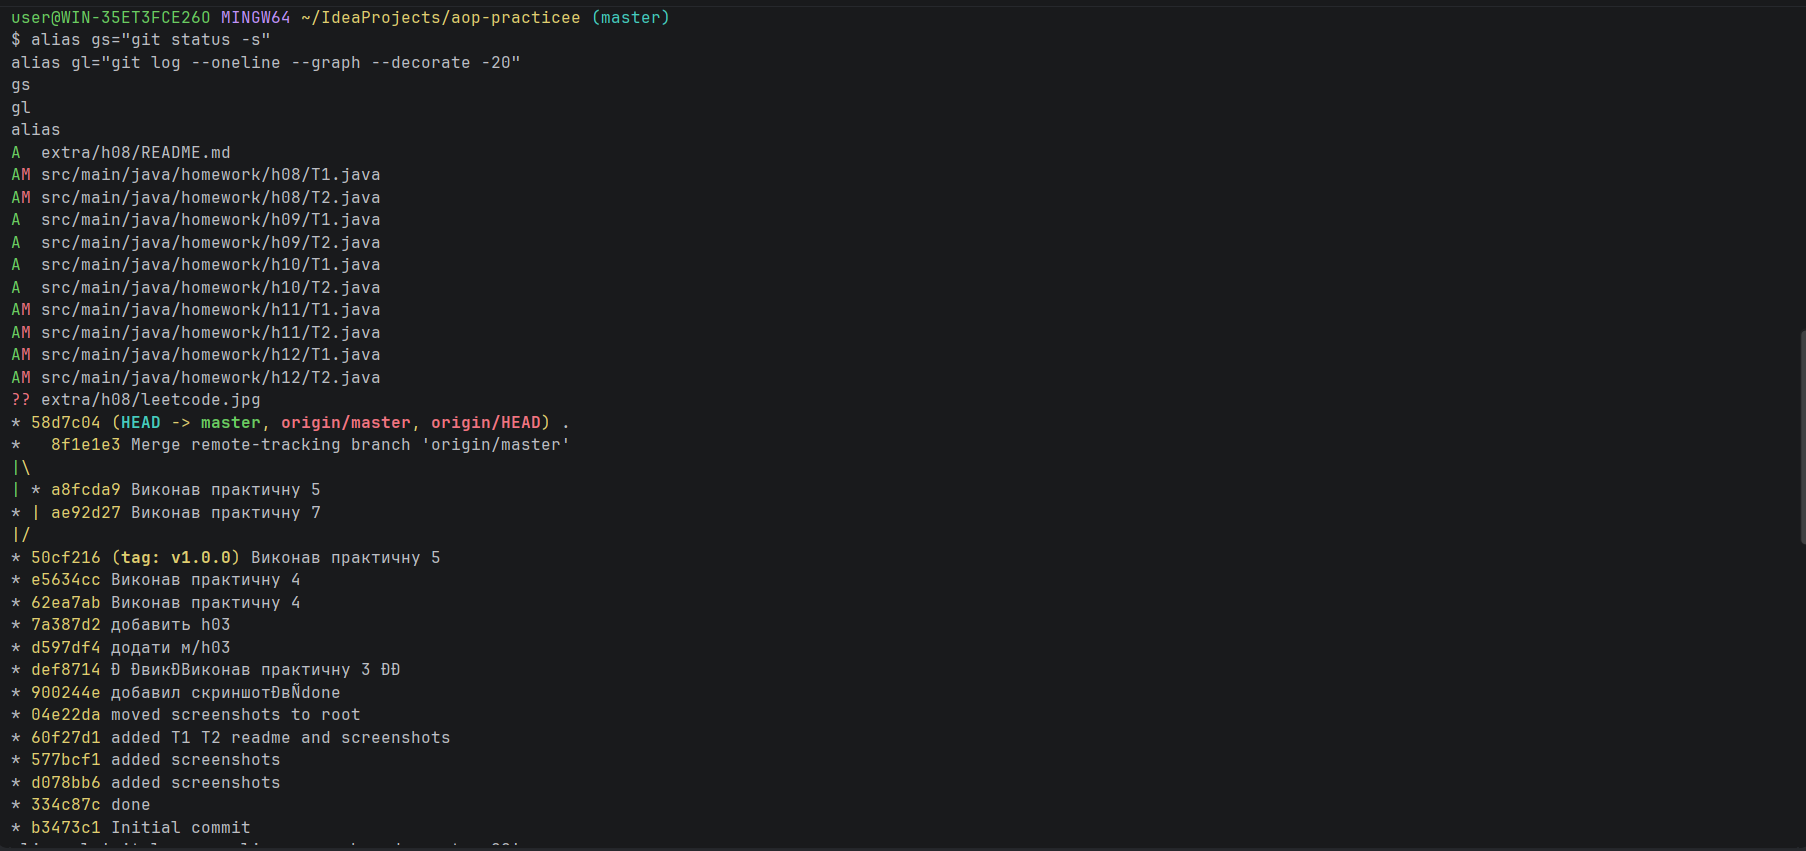 user@WIN-35ET3FCE26O MINGW64 ~/IdeaProjects/aop-practicee (master)
$ alias gs="git status -s"
alias gl="git log --oneline --graph --decorate -20"
gs
gl
alias
A  extra/h08/README.md
AM src/main/java/homework/h08/T1.java
AM src/main/java/homework/h08/T2.java
A  src/main/java/homework/h09/T1.java
A  src/main/java/homework/h09/T2.java
A  src/main/java/homework/h10/T1.java
A  src/main/java/homework/h10/T2.java
AM src/main/java/homework/h11/T1.java
AM src/main/java/homework/h11/T2.java
AM src/main/java/homework/h12/T1.java
AM src/main/java/homework/h12/T2.java
?? extra/h08/leetcode.jpg
* 58d7c04 (HEAD -> master, origin/master, origin/HEAD) .
*   8f1e1e3 Merge remote-tracking branch 'origin/master'
|\
| * a8fcda9 Виконав практичну 5
* | ae92d27 Виконав практичну 7
|/
* 50cf216 (tag: v1.0.0) Виконав практичну 5
* e5634cc Виконав практичну 4
* 62ea7ab Виконав практичну 4
* 7a387d2 добавить h03
* d597df4 додати м/h03
* def8714 Ð ÐвикÐВиконав практичну 3 ÐÐ
* 900244e добавил скриншотÐвÑdone
* 04e22da moved screenshots to root
* 60f27d1 added T1 T2 readme and screenshots
* 577bcf1 added screenshots
* d078bb6 added screenshots
* 334c87c done
* b3473c1 Initial commit